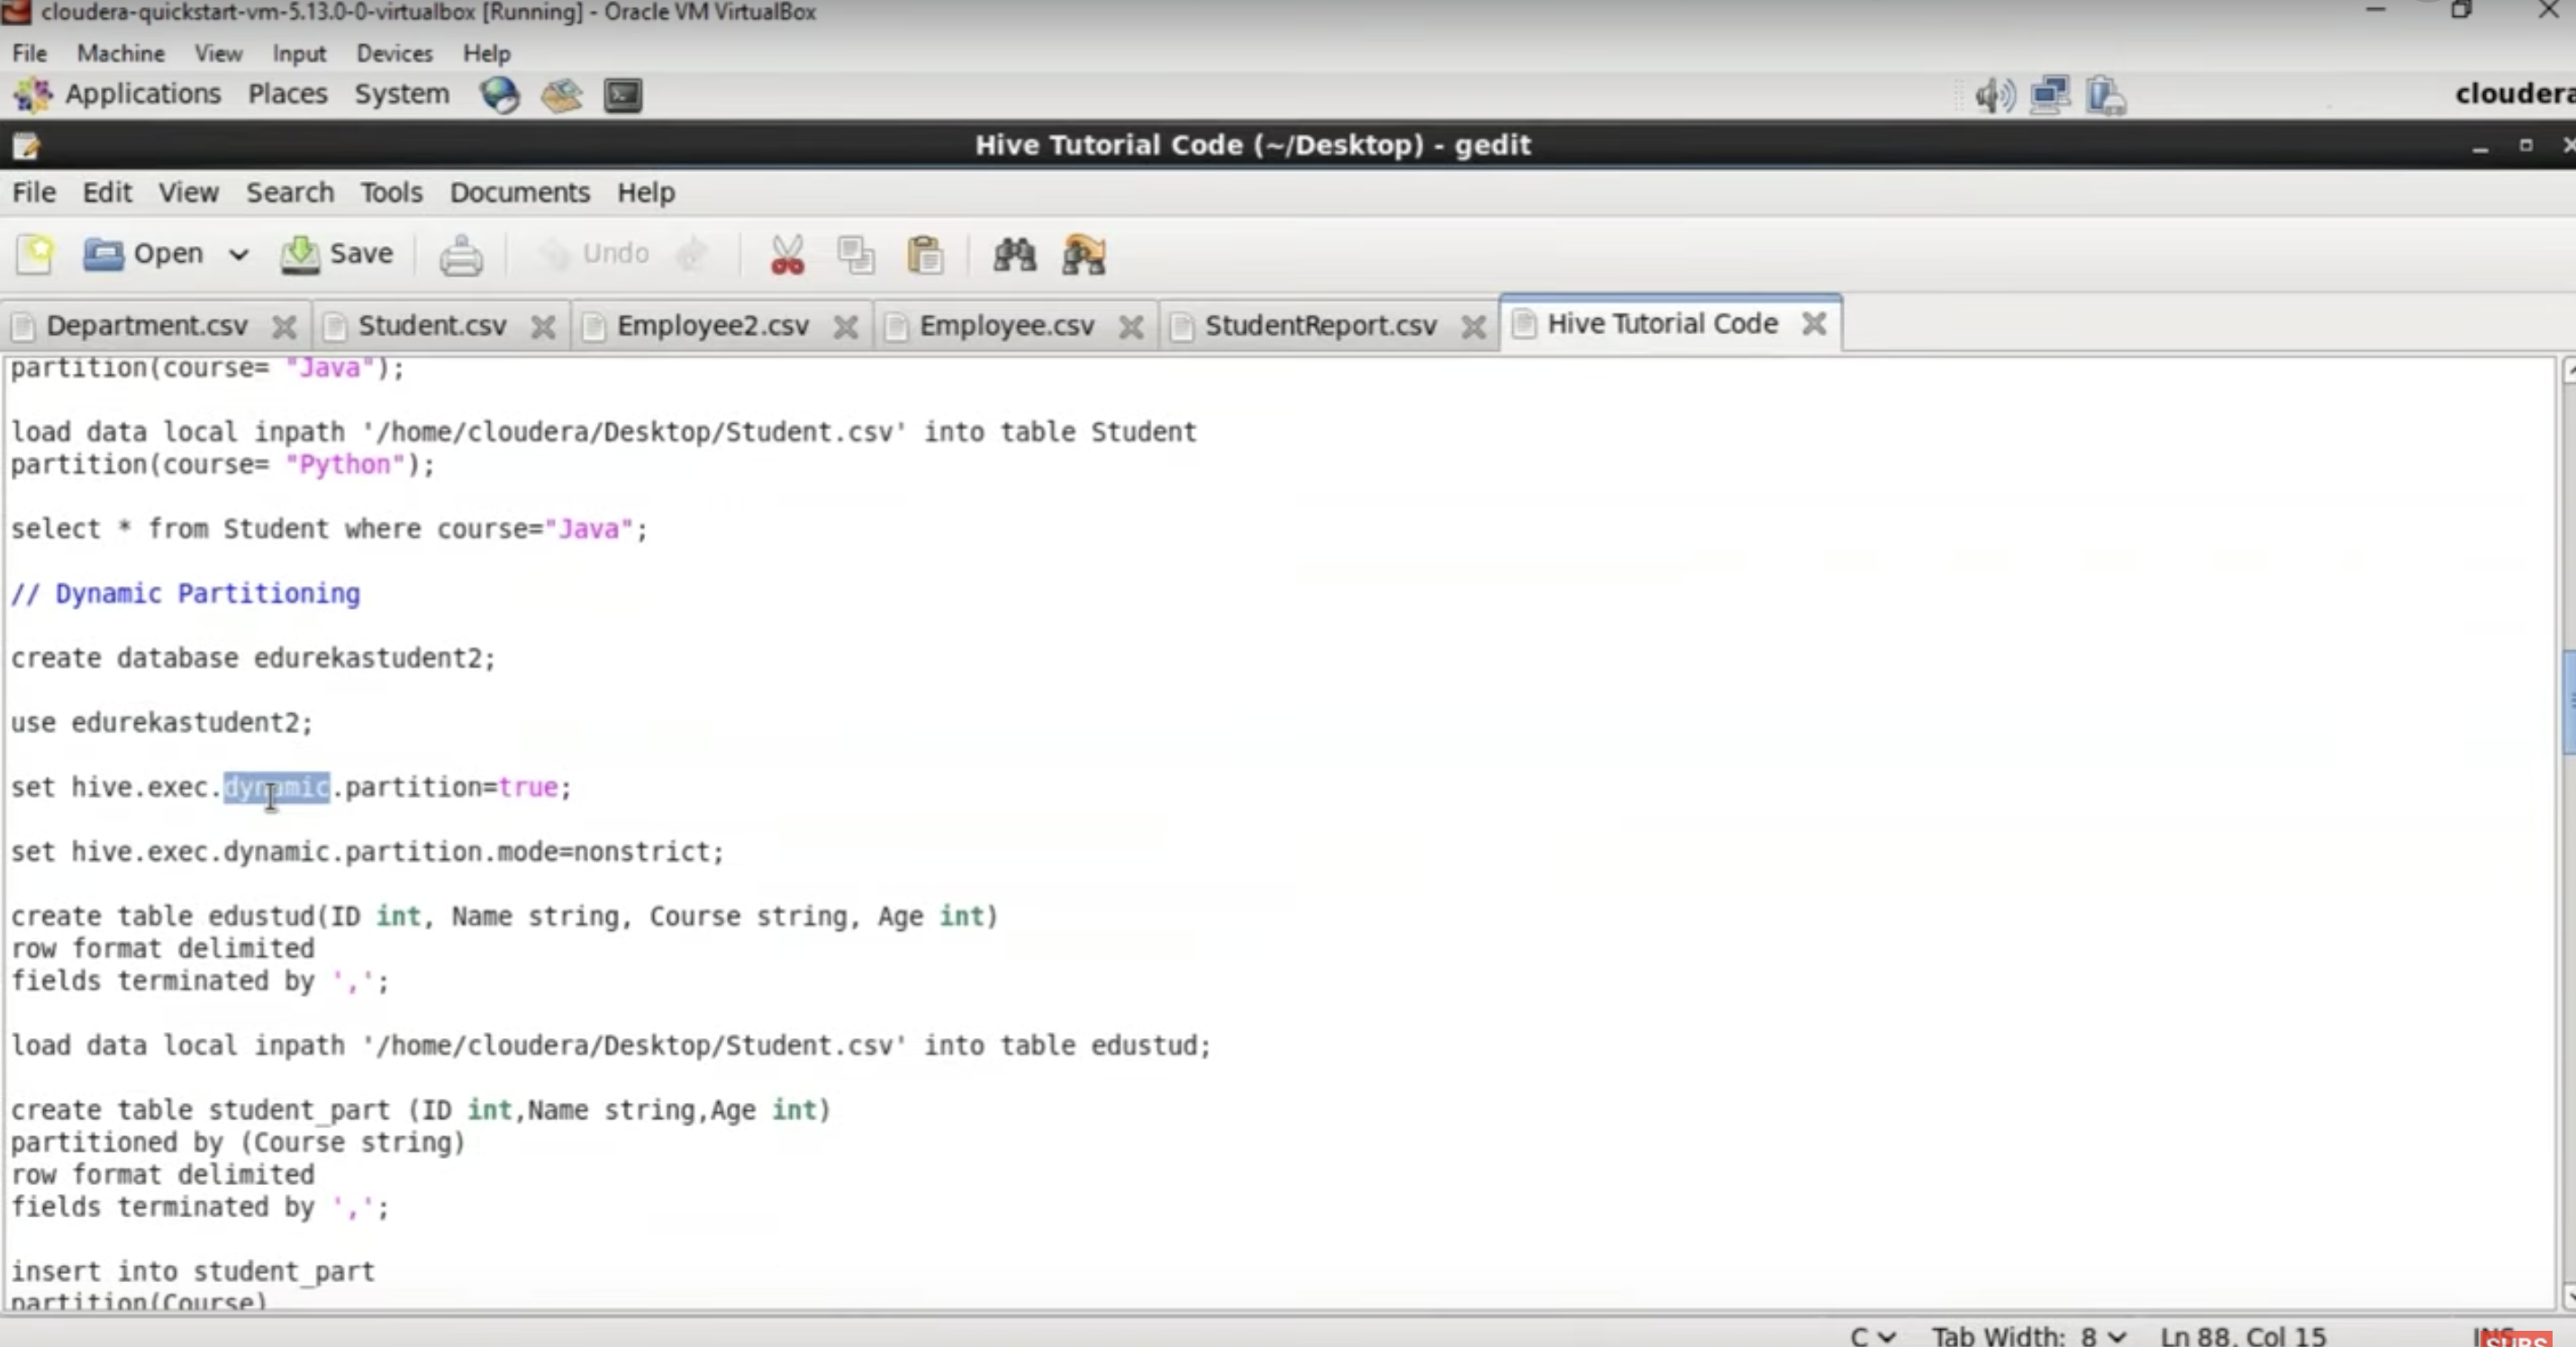 cloudera-quickstart-vm-5.13.0-0-virtualbox [Running] - Oracle VM VirtualBox
File Machine View Input Devices Help
Applications Places System
cloudera
Hive Tutorial Code (~/Desktop) - gedit
File Edit View Search Tools Documents Help
Open Save Undo
Department.csv Student.csv Employee2.csv Employee.csv StudentReport.csv Hive Tutorial Code
partition(course= "Java");
load data local inpath '/home/cloudera/Desktop/Student.csv' into table Student
partition(course= "Python");
select * from Student where course="Java";
// Dynamic Partitioning
create database edurekastudent2;
use edurekastudent2;
set hive.exec.dynamic.partition=true;
set hive.exec.dynamic.partition.mode=nonstrict;
create table edustud(ID int, Name string, Course string, Age int)
row format delimited
fields terminated by ',';
load data local inpath '/home/cloudera/Desktop/Student.csv' into table edustud;
create table student_part (ID int,Name string,Age int)
partitioned by (Course string)
row format delimited
fields terminated by ',';
insert into student_part
partition(Course)
C Tab Width: 8 Ln 88, Col 15 INS
SUBS